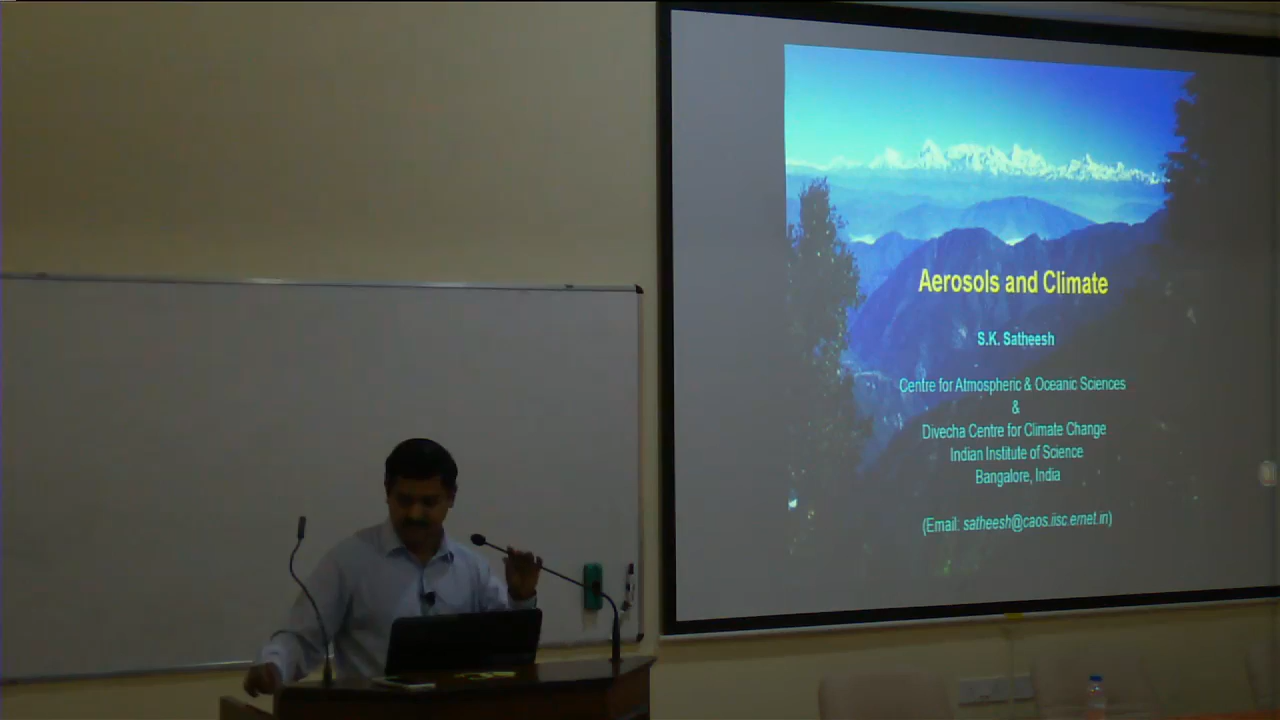 Aerosols and Climate
S.K. Satheesh
Centre for Atmospheric & Oceanic Sciences
&
Divecha Centre for Climate Change
Indian Institute of Science
Bangalore, India
(Email: satheesh@caos.iisc.ernet.in)